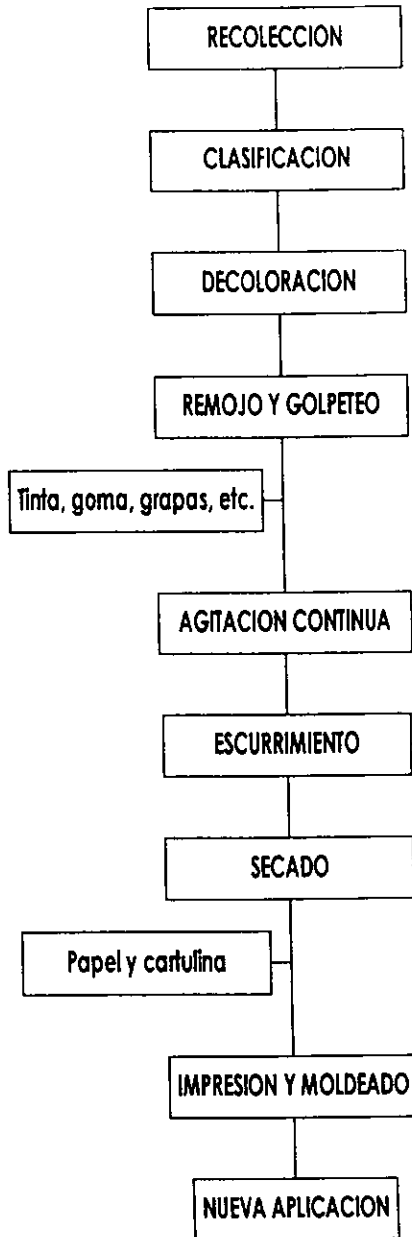 RECOLECCION
CLASIFICACION
DECOLORACION
REMOJO Y GOLPETEO
Tinta, goma, grapas, etc.
AGITACION CONTINUA
ESCURRIMIENTO
SECADO
Papel y cartulina
IMPRESION Y MOLDEADO
NUEVA APLICACION